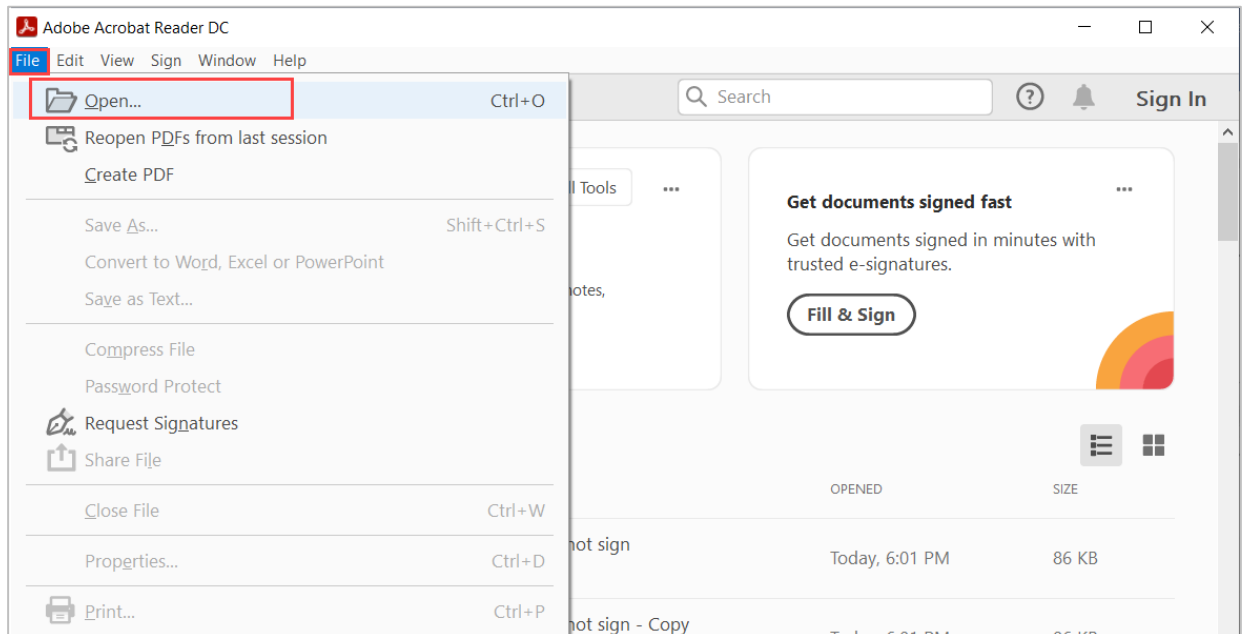 Adobe Acrobat Reader DC
File Edit View Sign Window Help
Open... Ctrl+O
Search
Sign In
Reopen PDFs from last session
Create PDF
Save As... Shift+Ctrl+S
Convert to Word, Excel or PowerPoint
Save as Text...
Compress File
Password Protect
Request Signatures
Share File
Close File Ctrl+W
Properties... Ctrl+D
Print... Ctrl+P
Tools
Get documents signed fast
Get documents signed in minutes with
trusted e-signatures.
Fill & Sign
OPENED SIZE
sign
Today, 6:01 PM 86 KB
sign - Copy